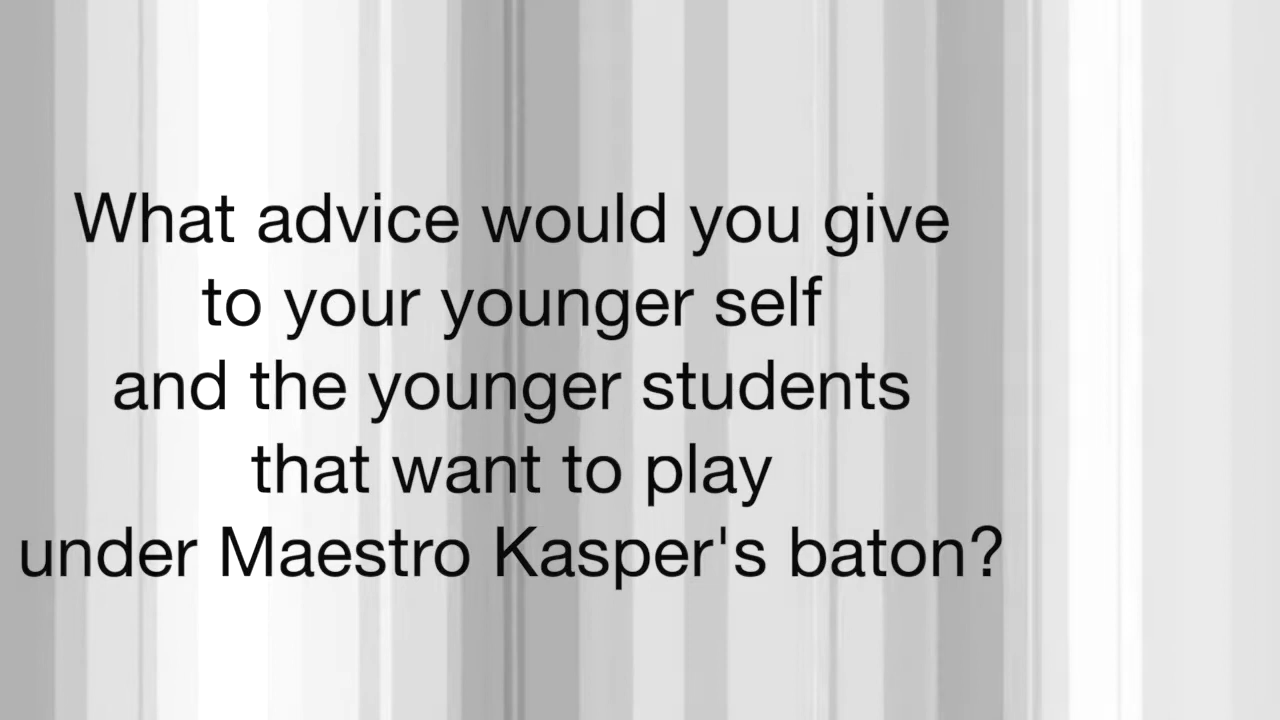 What advice would you give
to your younger self
and the younger students
that want to play
under Maestro Kasper's baton?